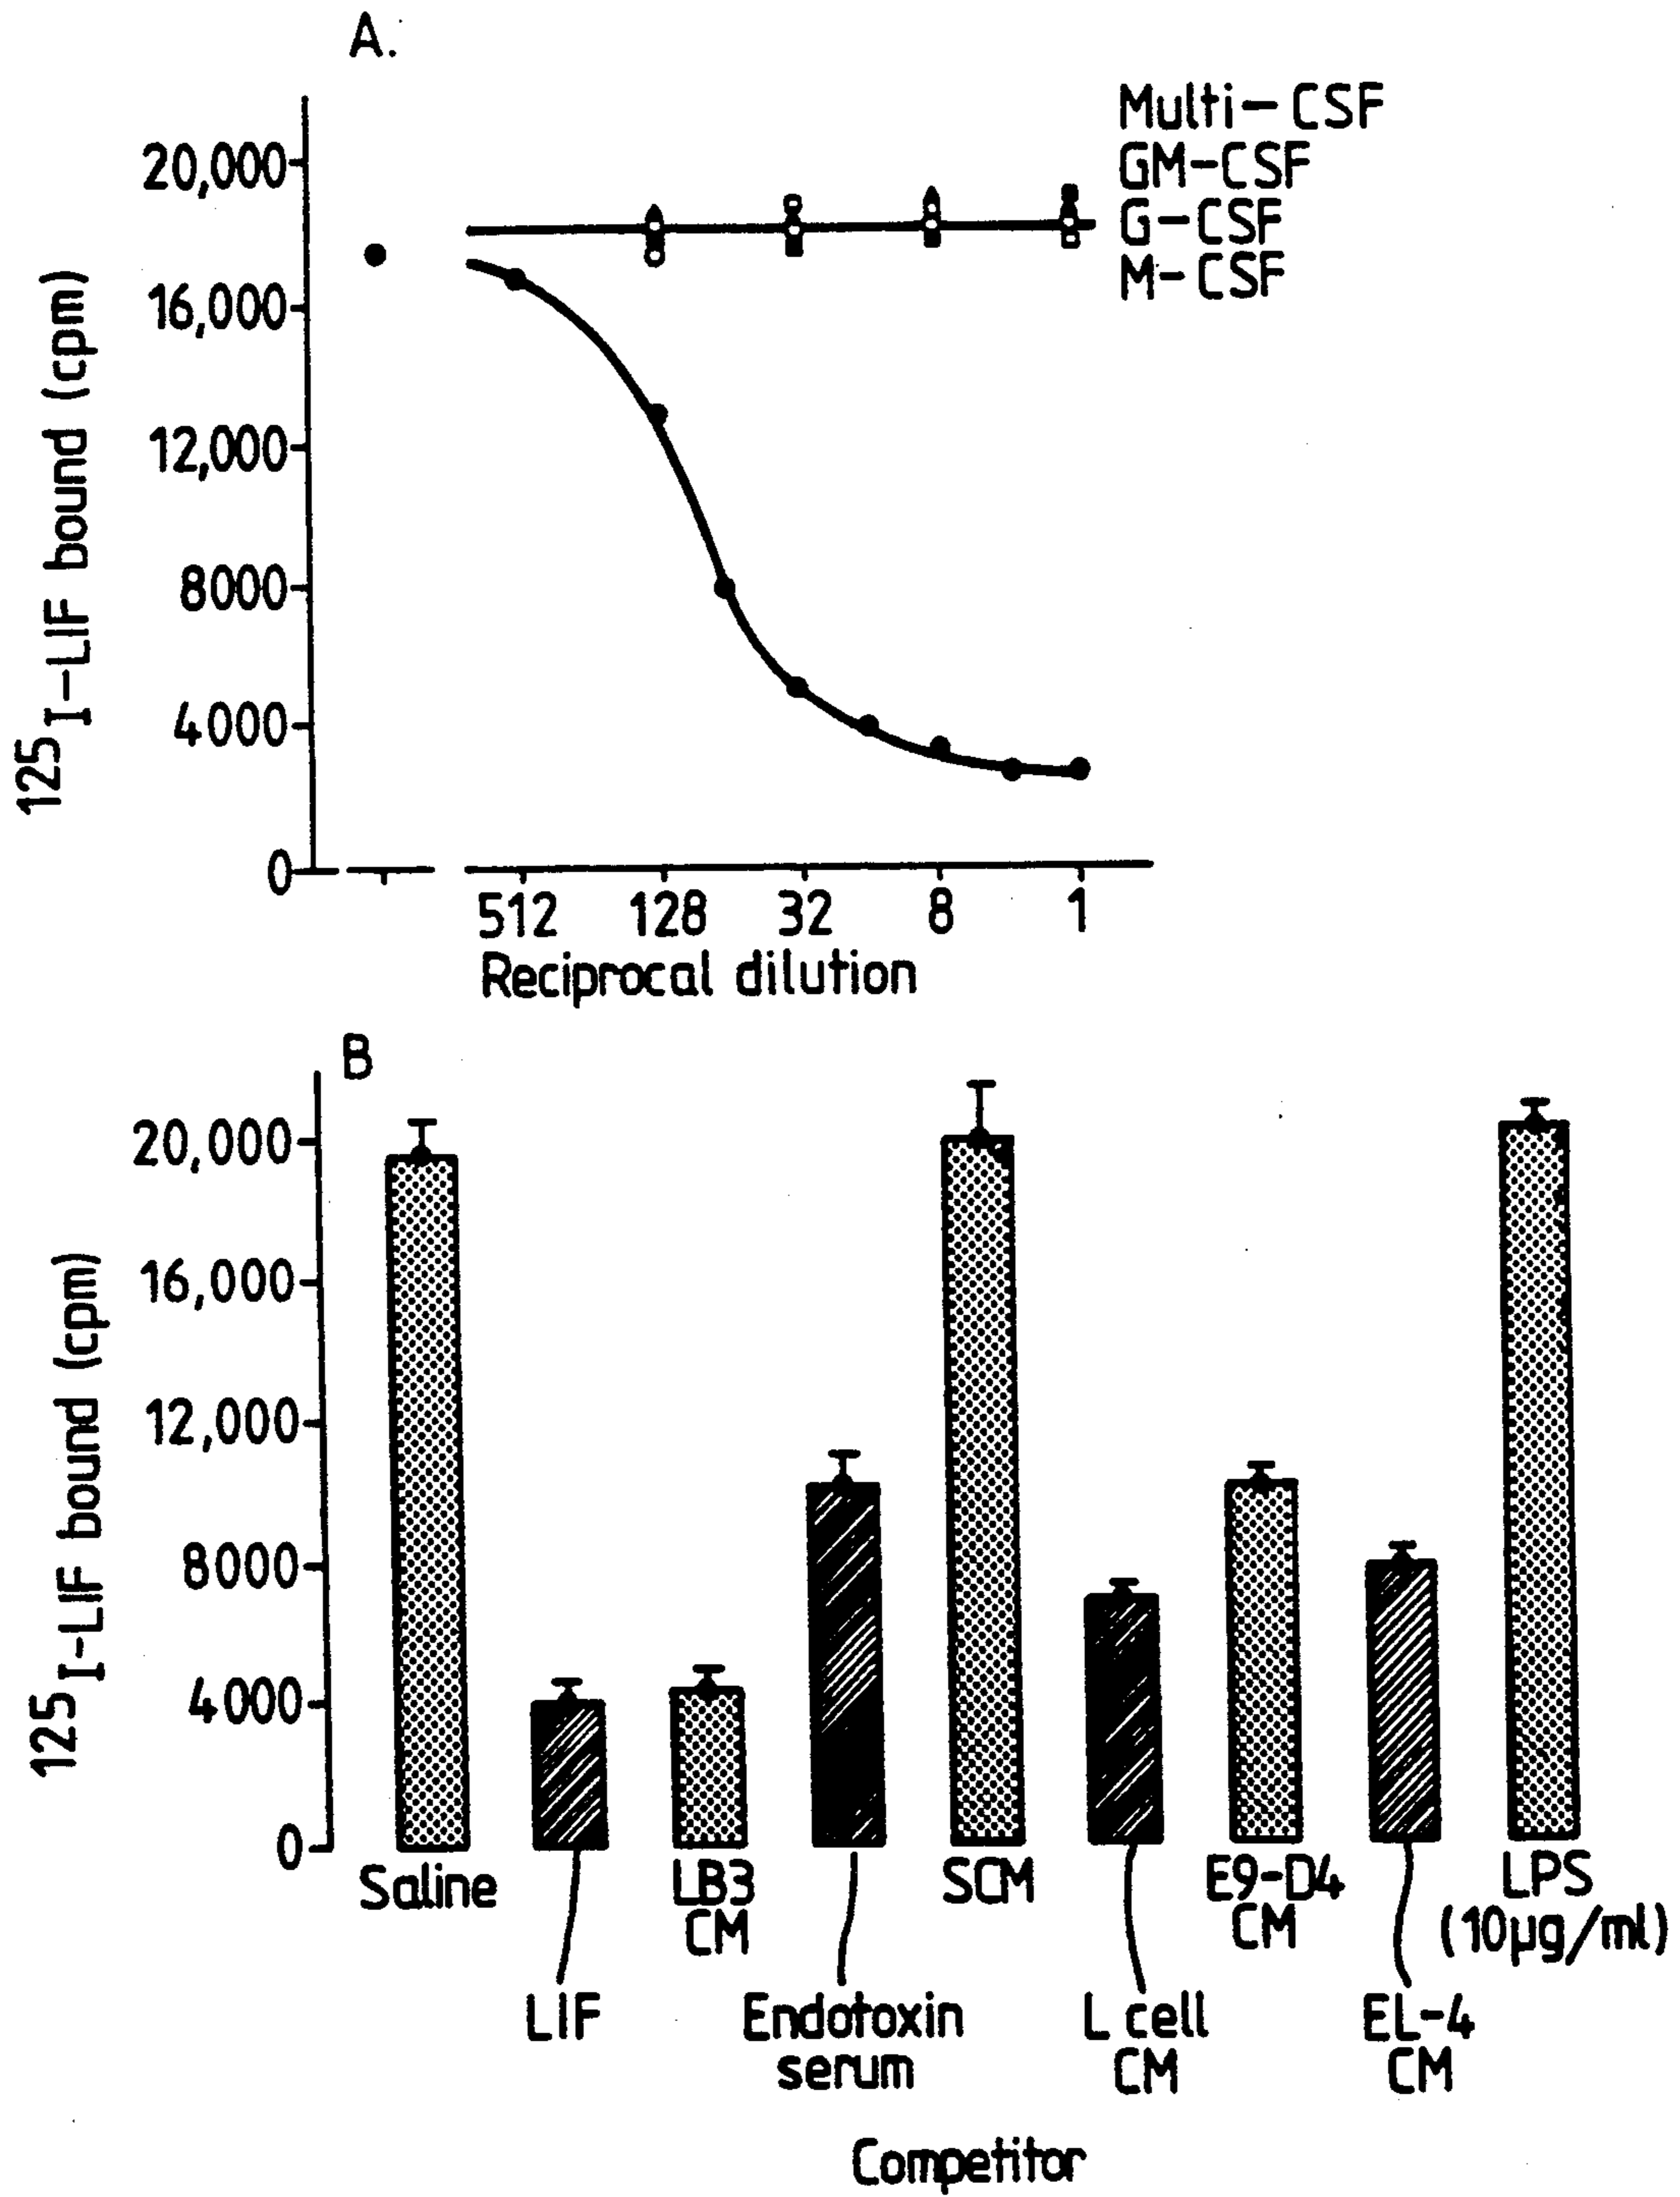 A.
Multi-CSF
GM-CSF
G-CSF
M-CSF
20,000
16,000
12,000
8000
4000
0
125I-LIF bound (cpm)
512 128 32 8 1
Reciprocal dilution
B
20,000
16,000
12,000
8000
4000
0
125I-LIF bound (cpm)
Saline
LIF
LB3
CM
Endotoxin
serum
SCM
L cell
CM
E9-D4
CM
EL-4
CM
LPS
(10µg/ml)
Competitor